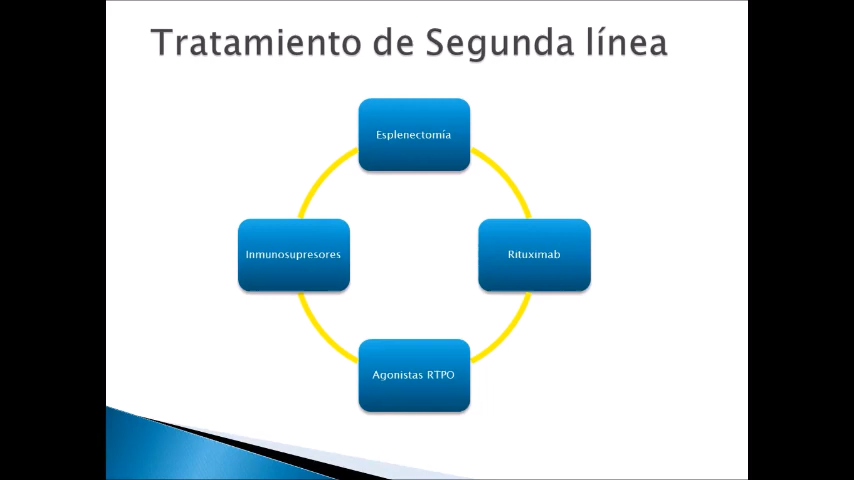 Tratamiento de Segunda línea
Esplenectomía
Inmunosupresores
Rituximab
Agonistas RTPO